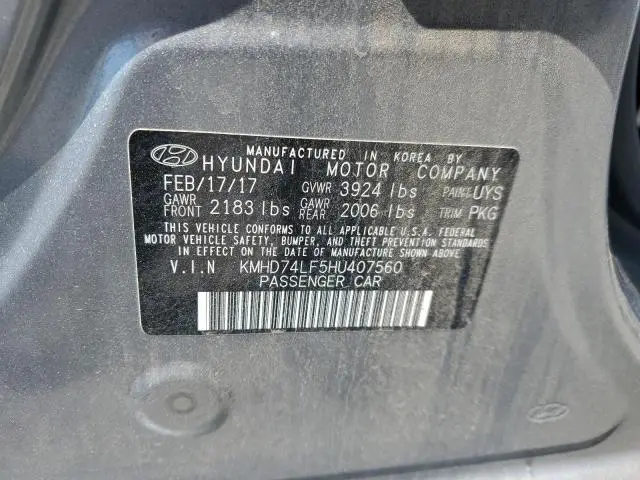 MANUFACTURED IN KOREA BY
HYUNDAI MOTOR COMPANY
FEB/17/17 GVWR 3924 lbs PAINT UYS
GAWR FRONT 2183 lbs GAWR REAR 2006 lbs TRIM PKG
THIS VEHICLE CONFORMS TO ALL APPLICABLE U.S.A. FEDERAL
MOTOR VEHICLE SAFETY, BUMPER, AND THEFT PREVENTION STANDARDS
IN EFFECT ON THE DATE OF MANUFACTURE SHOWN ABOVE.
V.I.N KMHD74LF5HU407560
PASSENGER CAR